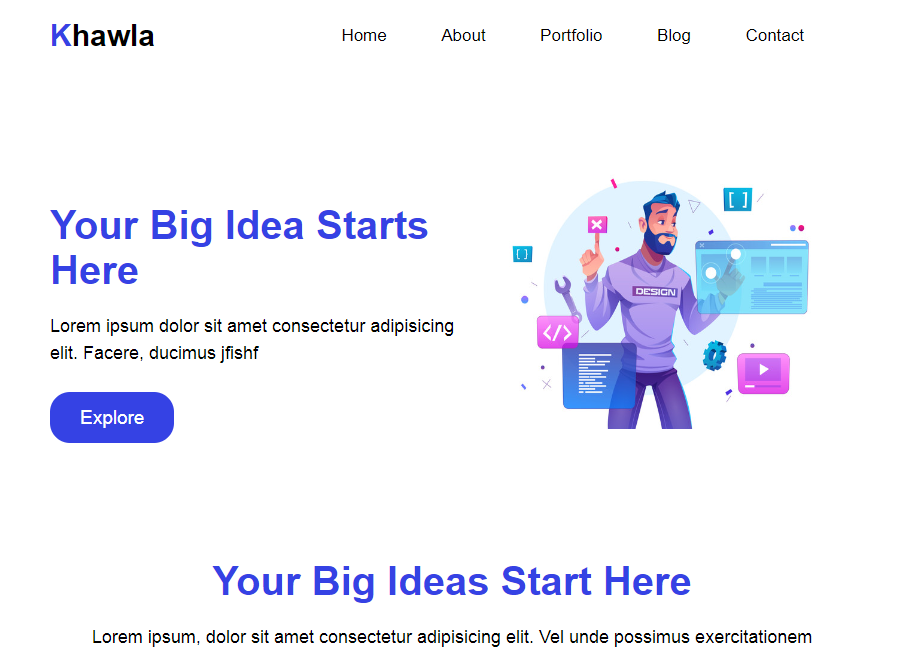 Khawla
Home About Portfolio Blog Contact
Your Big Idea Starts
Here
Lorem ipsum dolor sit amet consectetur adipisicing
elit. Facere, ducimus jfishf
Explore
[ ]
[ ]
DESIGN
</>
Your Big Ideas Start Here
Lorem ipsum, dolor sit amet consectetur adipisicing elit. Vel unde possimus exercitationem